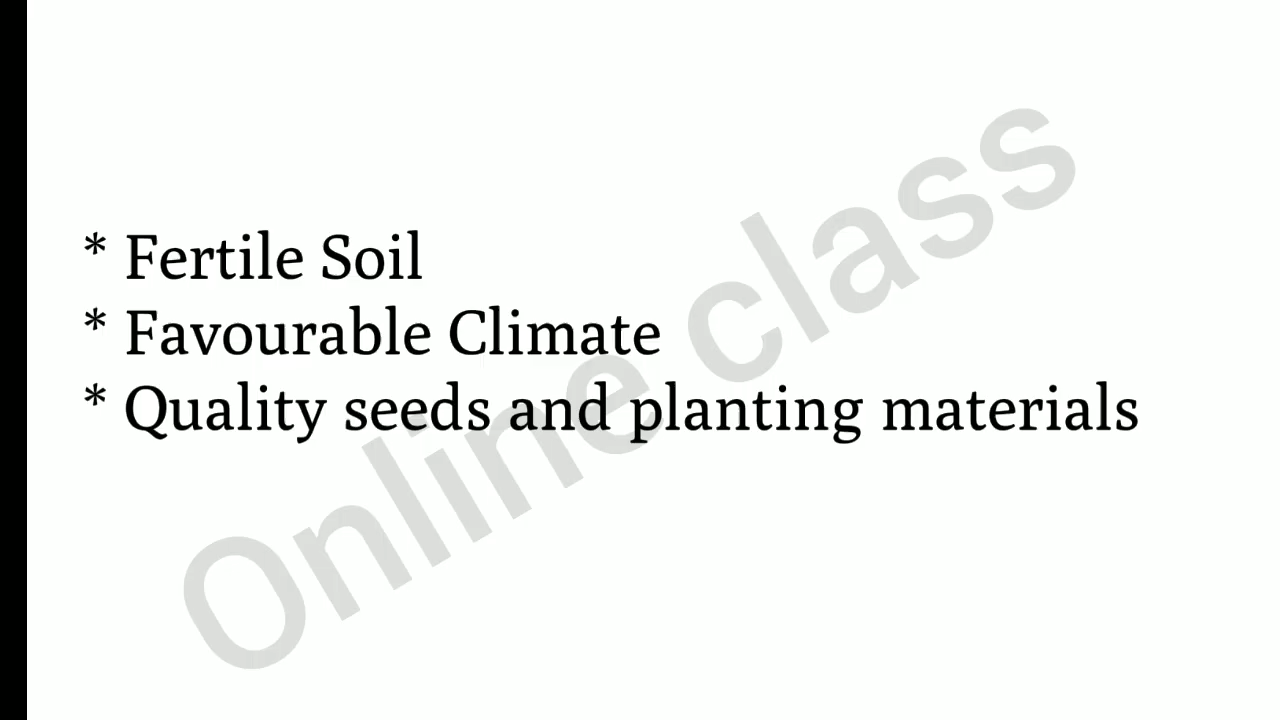 * Fertile Soil
* Favourable Climate
* Quality seeds and planting materials
Online class